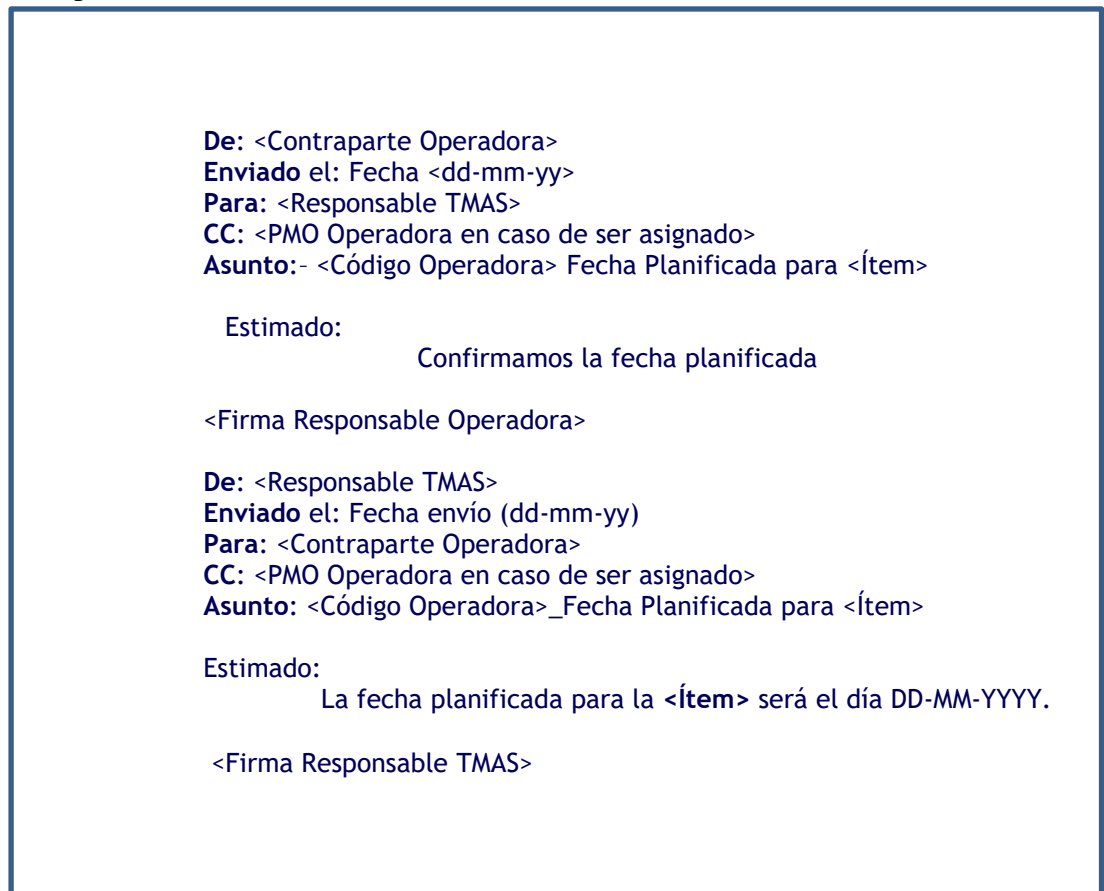 De: <Contraparte Operadora>
Enviado el: Fecha <dd-mm-yy>
Para: <Responsable TMAS>
CC: <PMO Operadora en caso de ser asignado>
Asunto:– <Código Operadora> Fecha Planificada para <Ítem>
Estimado:
Confirmamos la fecha planificada
<Firma Responsable Operadora>
De: <Responsable TMAS>
Enviado el: Fecha envío (dd-mm-yy)
Para: <Contraparte Operadora>
CC: <PMO Operadora en caso de ser asignado>
Asunto: <Código Operadora>_Fecha Planificada para <Ítem>
Estimado:
La fecha planificada para la <Ítem> será el día DD-MM-YYYY.
<Firma Responsable TMAS>